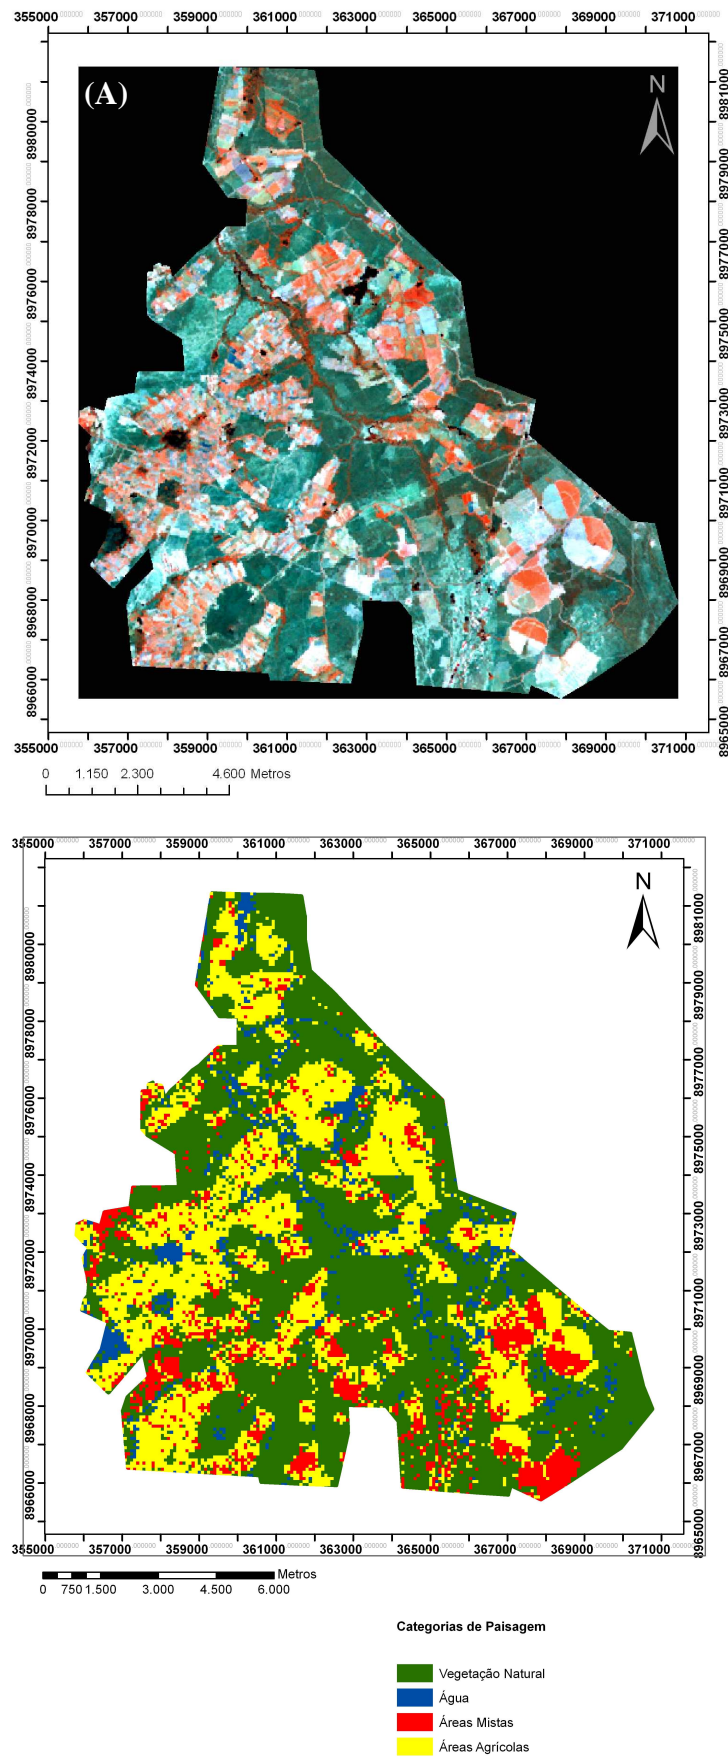 355000 357000 359000 361000 363000 365000 367000 369000 371000
(A)
N
8980000
8978000
8976000
8974000
8972000
8970000
8968000
8966000
8981000
8979000
8977000
8975000
8973000
8971000
8969000
8967000
8965000
355000 357000 359000 361000 363000 365000 367000 369000 371000
0 1.150 2.300 4.600 Metros
355000 357000 359000 361000 363000 365000 367000 369000 371000
N
8980000
8978000
8976000
8974000
8972000
8970000
8968000
8966000
8981000
8979000
8977000
8975000
8973000
8971000
8969000
8967000
8965000
355000 357000 359000 361000 363000 365000 367000 369000 371000
Metros
0 750 1.500 3.000 4.500 6.000
Categorias de Paisagem
Vegetação Natural
Água
Áreas Mistas
Áreas Agrícolas